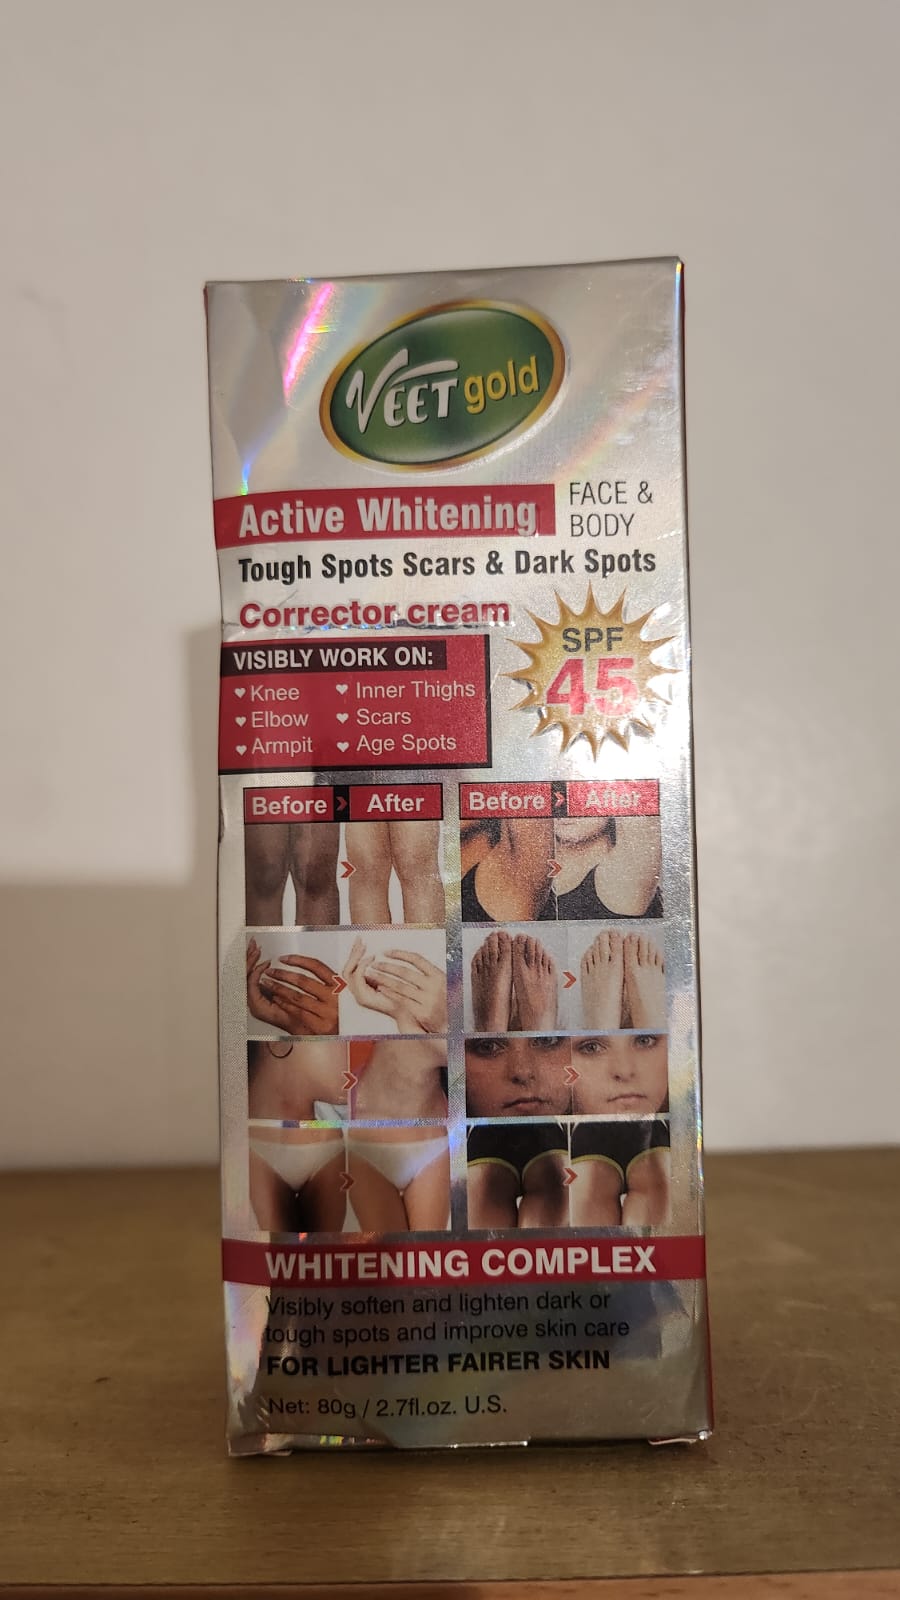 VEET gold
Active Whitening
FACE &
BODY
Tough Spots Scars & Dark Spots
Corrector cream
SPF
45
VISIBLY WORK ON:
♥ Knee ♥ Inner Thighs
♥ Elbow ♥ Scars
♥ Armpit ♥ Age Spots
Before > After
Before > After
WHITENING COMPLEX
Visibly soften and lighten dark or
tough spots and improve skin care
FOR LIGHTER FAIRER SKIN
Net: 80g / 2.7fl.oz. U.S.